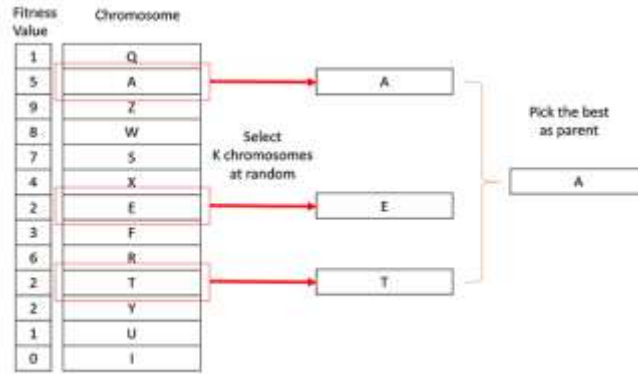 Fitness Value Chromosome
1 Q
5 A
9 Z
8 W
7 S
4 X
2 E
3 F
6 R
2 T
2 Y
1 U
0 I
Select
K chromosomes
at random
A
E
T
Pick the best
as parent
A